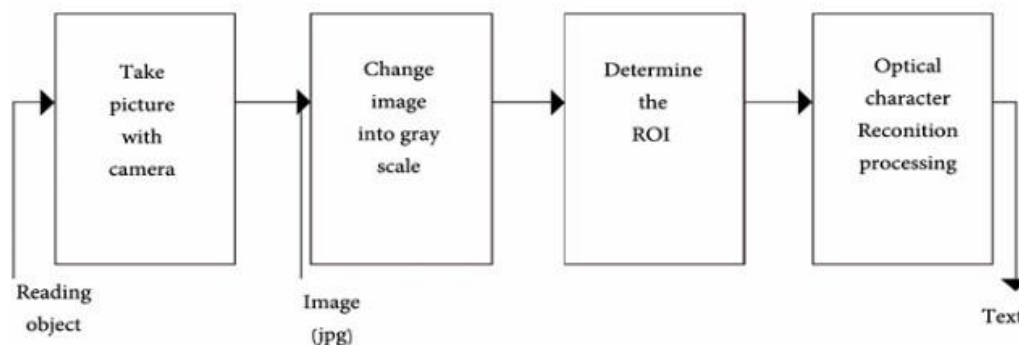 Take
picture
with
camera
Change
image
into gray
scale
Determine
the
ROI
Optical
character
Reconition
processing
Reading
object
Image
(jpg)
Text